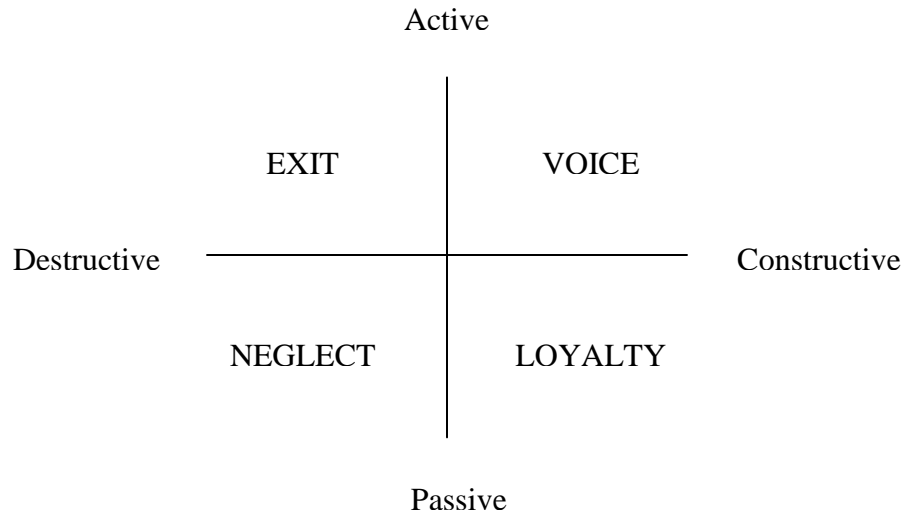 Active
EXIT VOICE
Destructive Constructive
NEGLECT LOYALTY
Passive